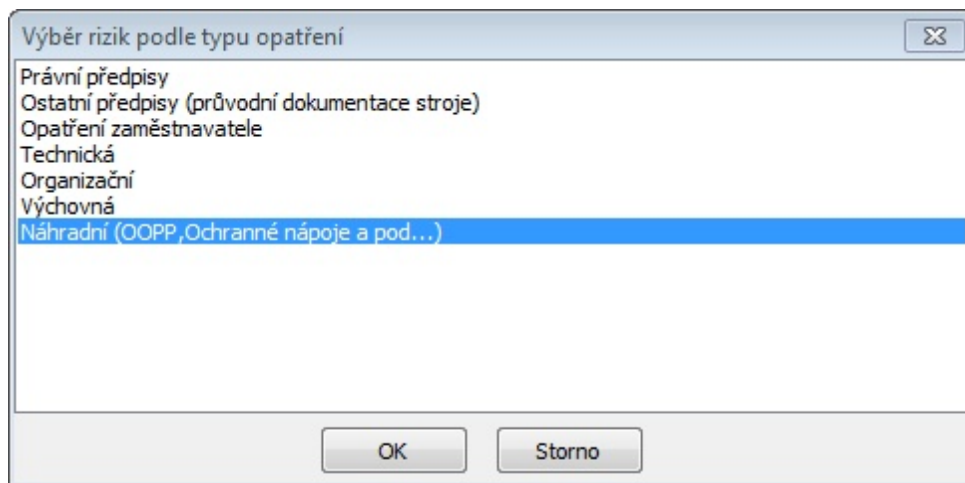 Výběr rizik podle typu opatření
Právní předpisy
Ostatní předpisy (průvodní dokumentace stroje)
Opatření zaměstnavatele
Technická
Organizační
Výchovná
Náhradní (OOPP,Ochranné nápoje a pod...)
OK
Storno